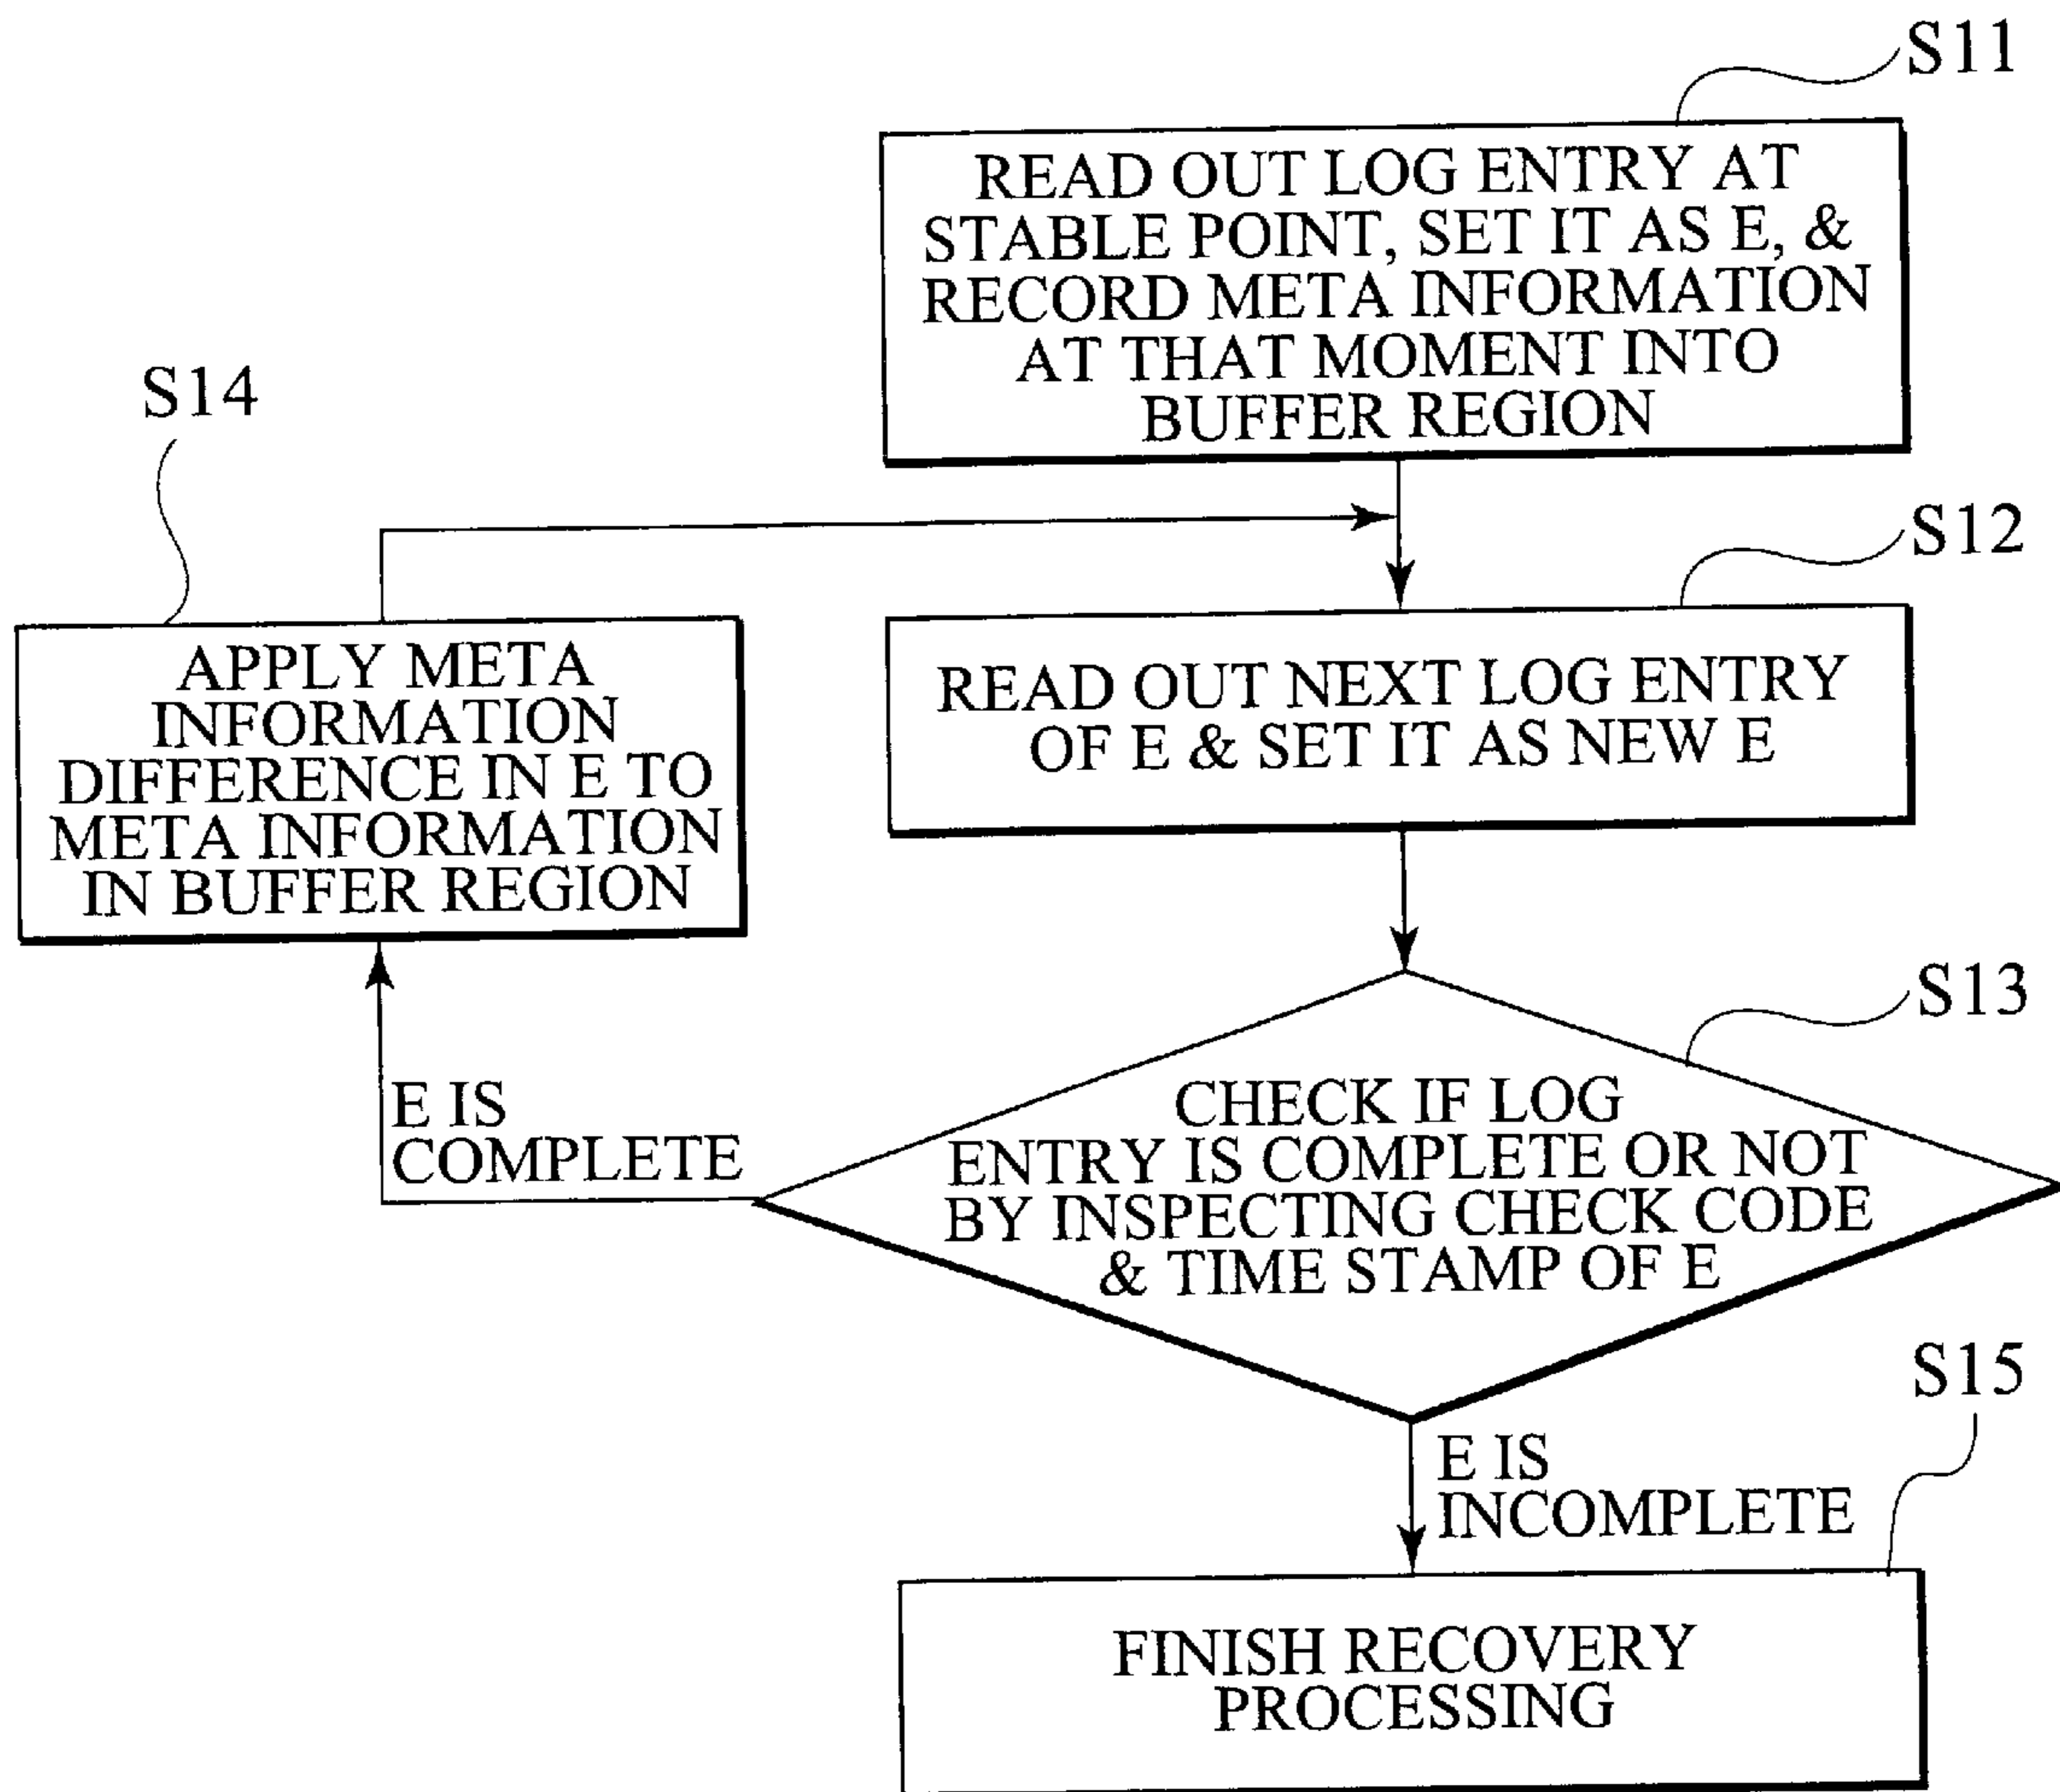 S11
READ OUT LOG ENTRY AT
STABLE POINT, SET IT AS E, &
RECORD META INFORMATION
AT THAT MOMENT INTO
BUFFER REGION
S14
S12
APPLY META
INFORMATION
DIFFERENCE IN E TO
META INFORMATION
IN BUFFER REGION
READ OUT NEXT LOG ENTRY
OF E & SET IT AS NEW E
S13
E IS
COMPLETE
CHECK IF LOG
ENTRY IS COMPLETE OR NOT
BY INSPECTING CHECK CODE
& TIME STAMP OF E
S15
E IS
INCOMPLETE
FINISH RECOVERY
PROCESSING